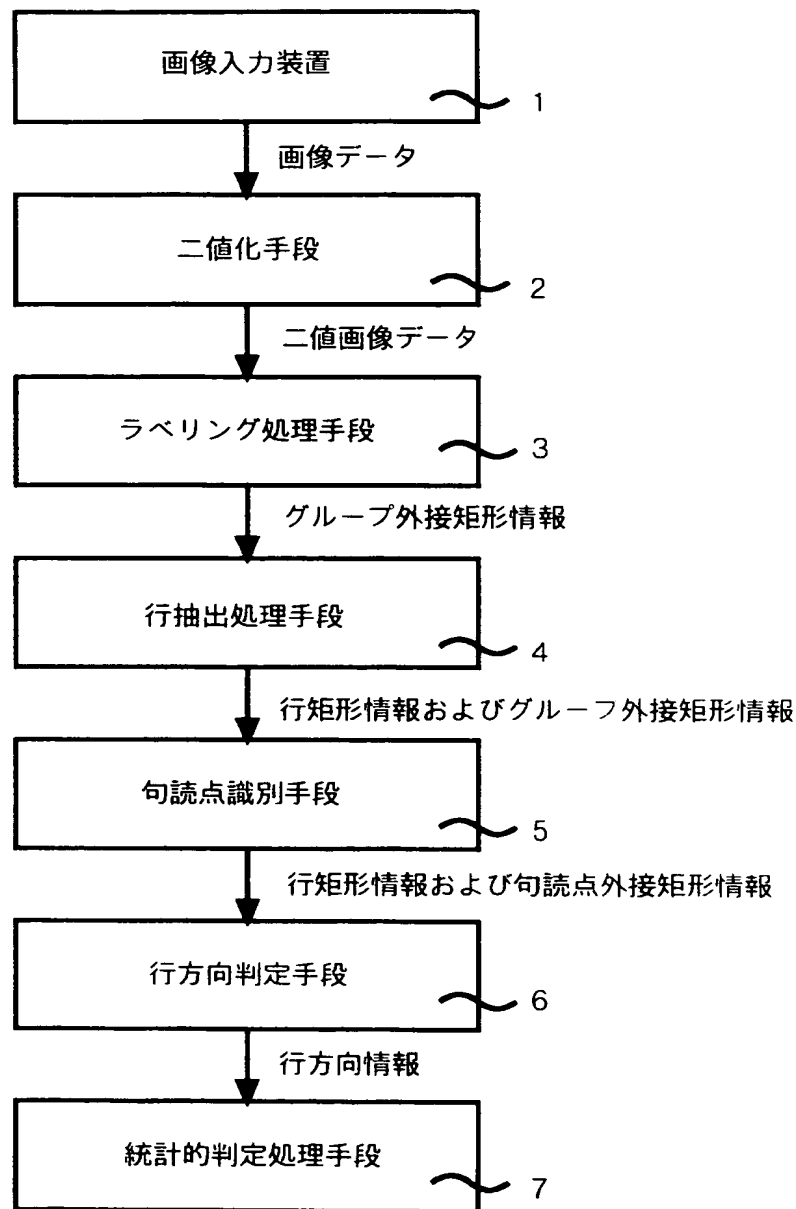 画像入力装置
1
画像データ
二値化手段
2
二値画像データ
ラベリング処理手段
3
グループ外接矩形情報
行抽出処理手段
4
行矩形情報およびグルーフ外接矩形情報
句読点識別手段
5
行矩形情報および句読点外接矩形情報
行方向判定手段
6
行方向情報
統計的判定処理手段
7